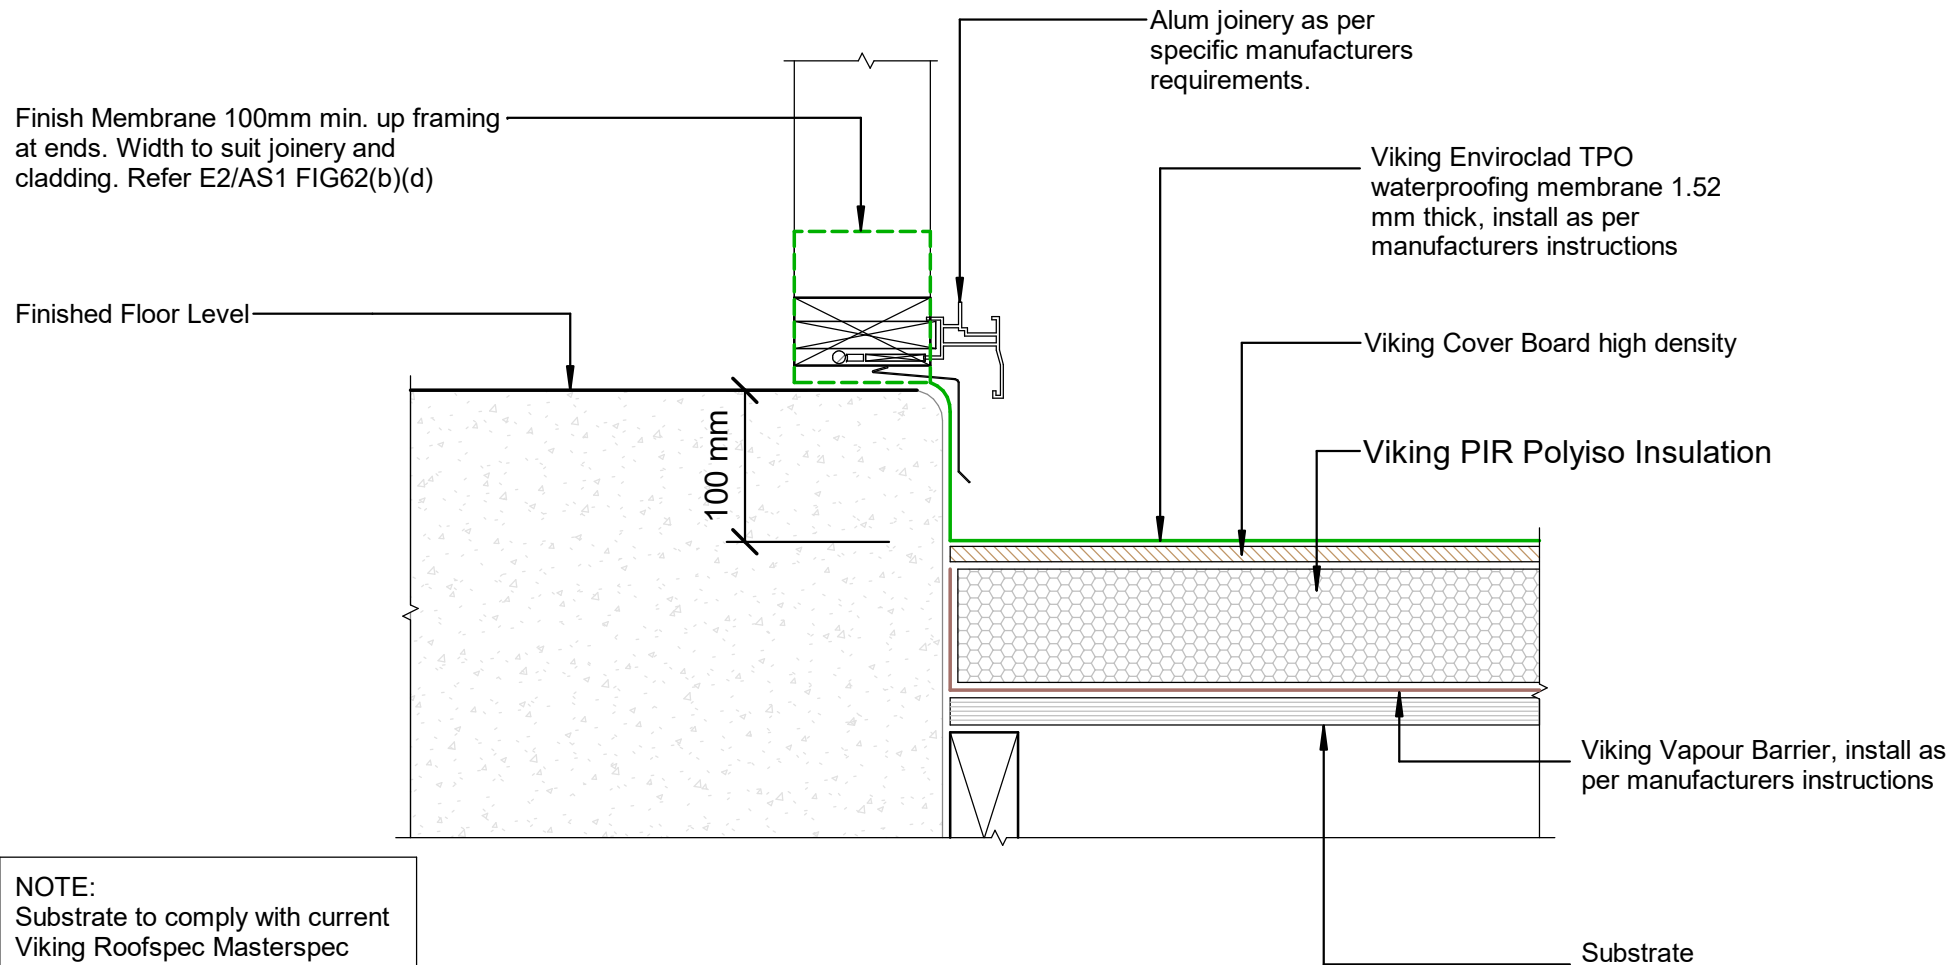 Alum joinery as per
specific manufacturers
requirements.
Finish Membrane 100mm min. up framing
at ends. Width to suit joinery and
cladding. Refer E2/AS1 FIG62(b)(d)
Viking Enviroclad TPO
waterproofing membrane 1.52
mm thick, install as per
manufacturers instructions
Finished Floor Level
Viking Cover Board high density
100 mm
Viking PIR Polyiso Insulation
Viking Vapour Barrier, install as
per manufacturers instructions
NOTE:
Substrate to comply with current
Viking Roofspec Masterspec
Substrate